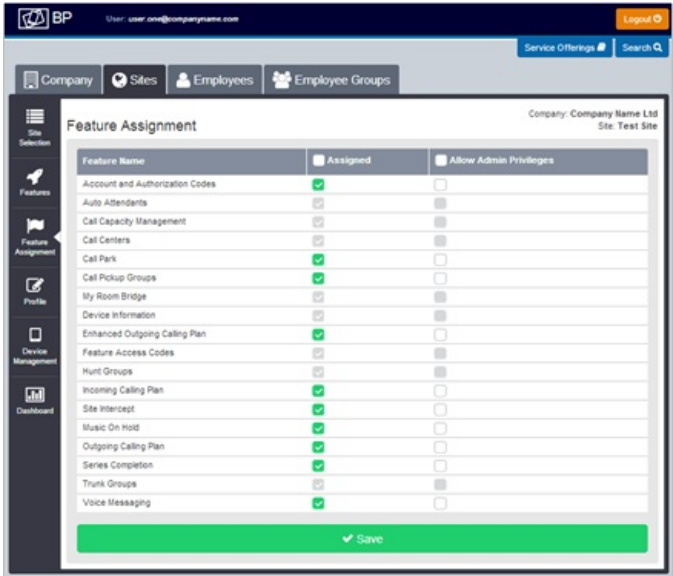 BP User: user.one@companyname.com Logout
Service Offerings Search
Company Sites Employees Employee Groups
Company: Company Name Ltd
Site: Test Site
Feature Assignment
Site Selection
Features
Feature Assignment
Profile
Device Management
Dashboard
Feature Name Assigned Allow Admin Privileges
Account and Authorization Codes
Auto Attendants
Call Capacity Management
Call Centers
Call Park
Call Pickup Groups
My Room Bridge
Device Information
Enhanced Outgoing Calling Plan
Feature Access Codes
Hunt Groups
Incoming Calling Plan
Site Intercept
Music On Hold
Outgoing Calling Plan
Series Completion
Trunk Groups
Voice Messaging
Save